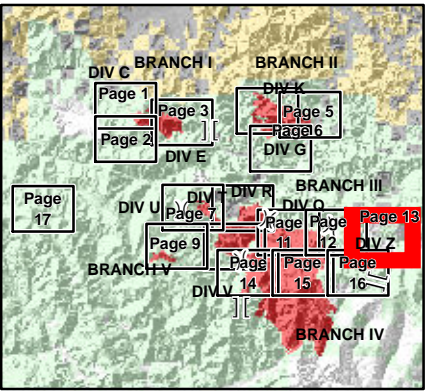 BRANCH I
BRANCH II
DIV C
DIV K
Page 1
Page 3
Page 5
][
Page 2
Page 6
DIV E
DIV G
BRANCH III
Page
17
DIV U
DIV T
DIV R
DIV O
Page 7
Page
11
Page
12
Page 13
DIV Z
Page 9
BRANCH V
Page
14
Page
15
Page
16
DIV V
][
BRANCH IV